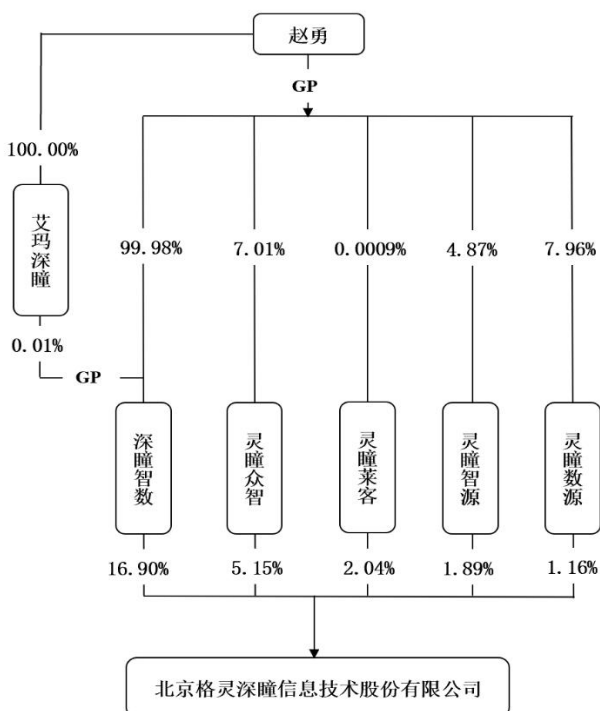 赵勇
GP
100.00%
艾玛深瞳
99.98%
7.01%
0.0009%
4.87%
7.96%
0.01%
GP
深瞳智数
灵瞳众智
灵瞳莱客
灵瞳智源
灵瞳数源
16.90%
5.15%
2.04%
1.89%
1.16%
北京格灵深瞳信息技术股份有限公司